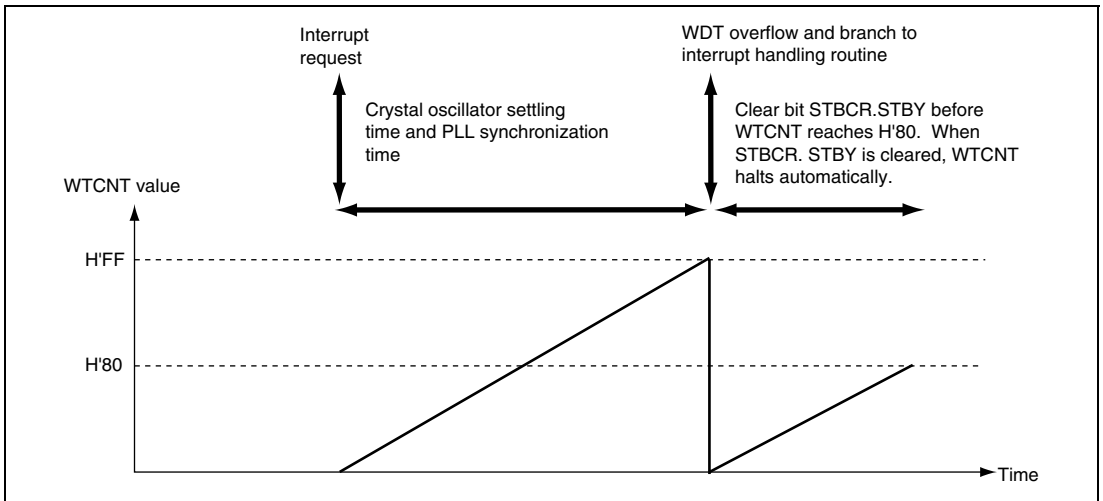 Interrupt
request
WDT overflow and branch to
interrupt handling routine
Crystal oscillator settling
time and PLL synchronization
time
Clear bit STBCR.STBY before
WTCNT reaches H'80.  When
STBCR. STBY is cleared, WTCNT
halts automatically.
WTCNT value
H'FF
H'80
Time